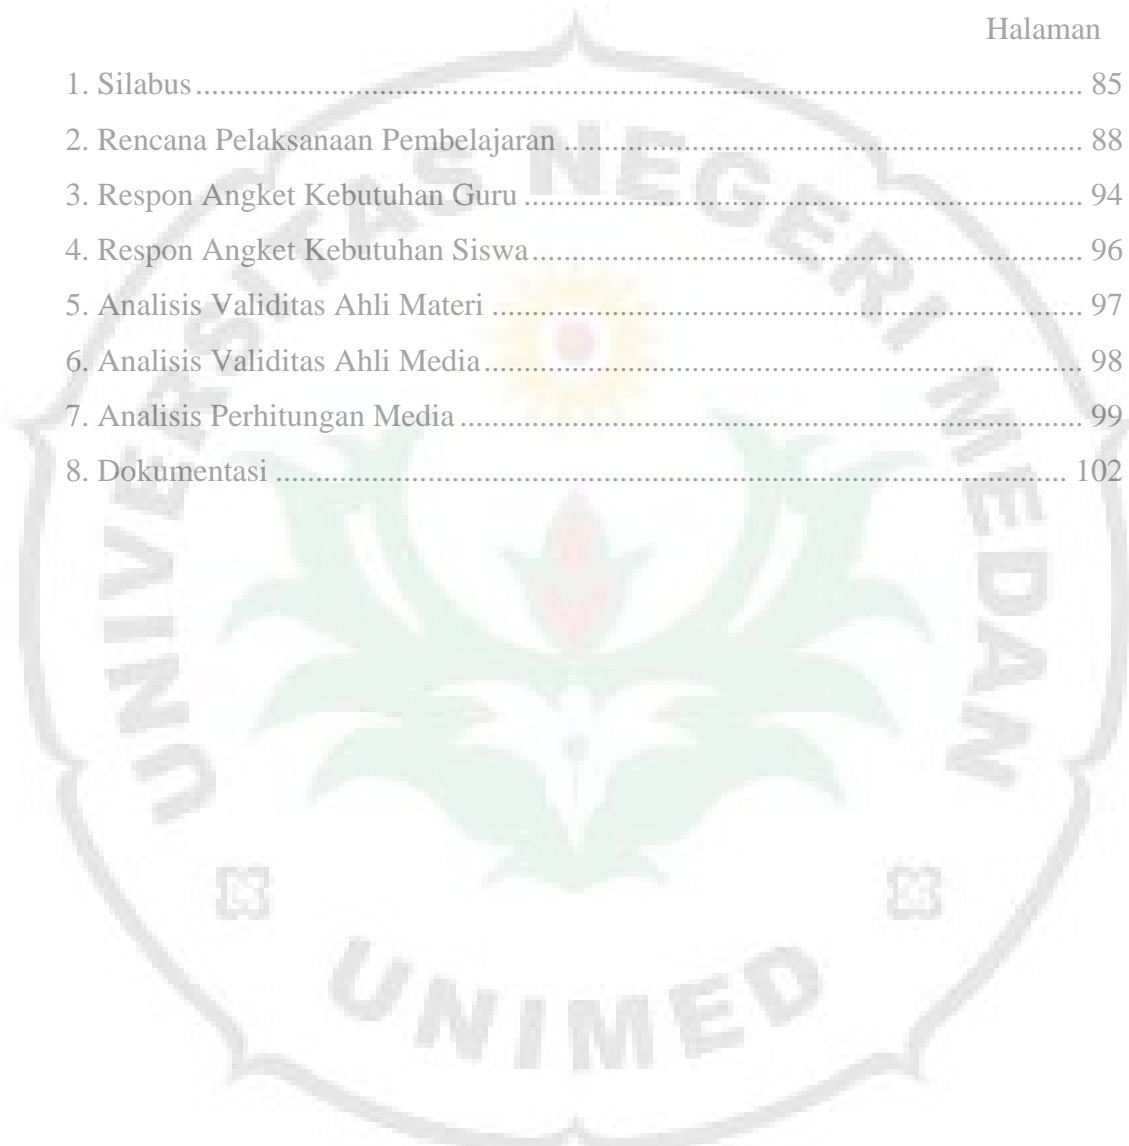 Halaman
1. Silabus ........................................................................................................ 85
2. Rencana Pelaksanaan Pembelajaran ............................................................. 88
3. Respon Angket Kebutuhan Guru .................................................................. 94
4. Respon Angket Kebutuhan Siswa ................................................................. 96
5. Analisis Validitas Ahli Materi ...................................................................... 97
6. Analisis Validitas Ahli Media ....................................................................... 98
7. Analisis Perhitungan Media .......................................................................... 99
8. Dokumentasi ................................................................................................ 102
UNIVERSITAS NEGERI MEDAN
UNIMED